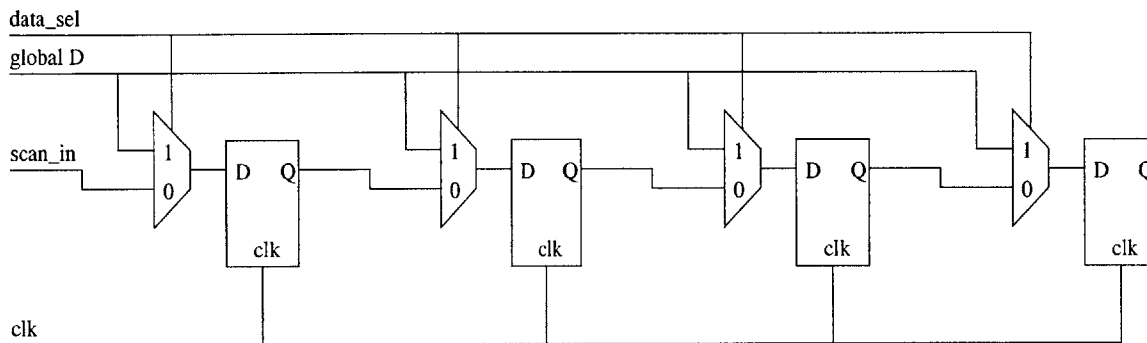 data_sel
global D
scan_in
1
0
D Q
clk
1
0
D Q
clk
1
0
D Q
clk
1
0
D Q
clk
clk